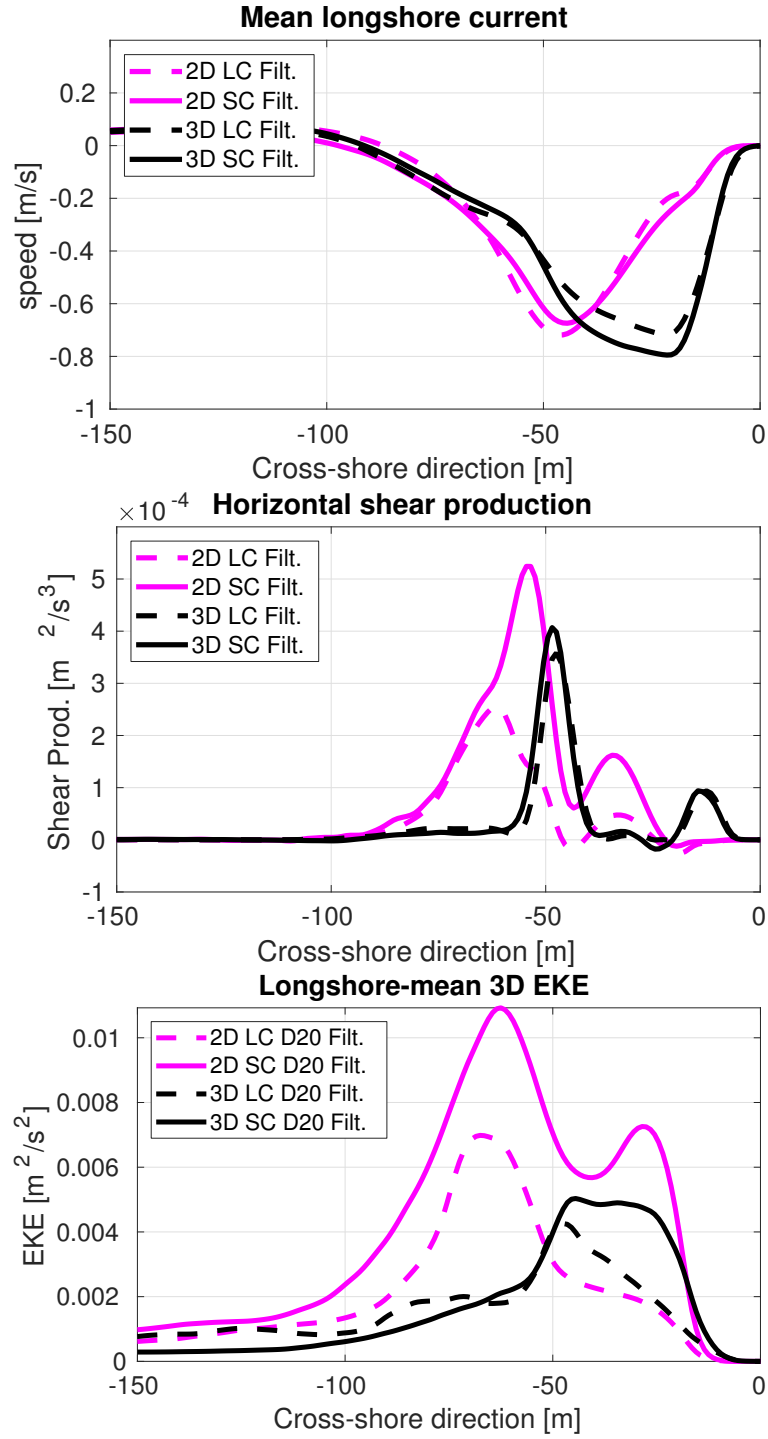 Mean longshore current
2D LC Filt.
2D SC Filt.
3D LC Filt.
3D SC Filt.
0.2
0
-0.2
-0.4
-0.6
-0.8
-1
speed [m/s]
-150 -100 -50 0
Cross-shore direction [m]
×10 -4 Horizontal shear production
2D LC Filt.
2D SC Filt.
3D LC Filt.
3D SC Filt.
5
4
3
2
1
0
-1
Shear Prod. [m 2/s3]
-150 -100 -50 0
Cross-shore direction [m]
Longshore-mean 3D EKE
2D LC D20 Filt.
2D SC D20 Filt.
3D LC D20 Filt.
3D SC D20 Filt.
0.01
0.008
0.006
0.004
0.002
0
EKE [m2/s2]
-150 -100 -50 0
Cross-shore direction [m]